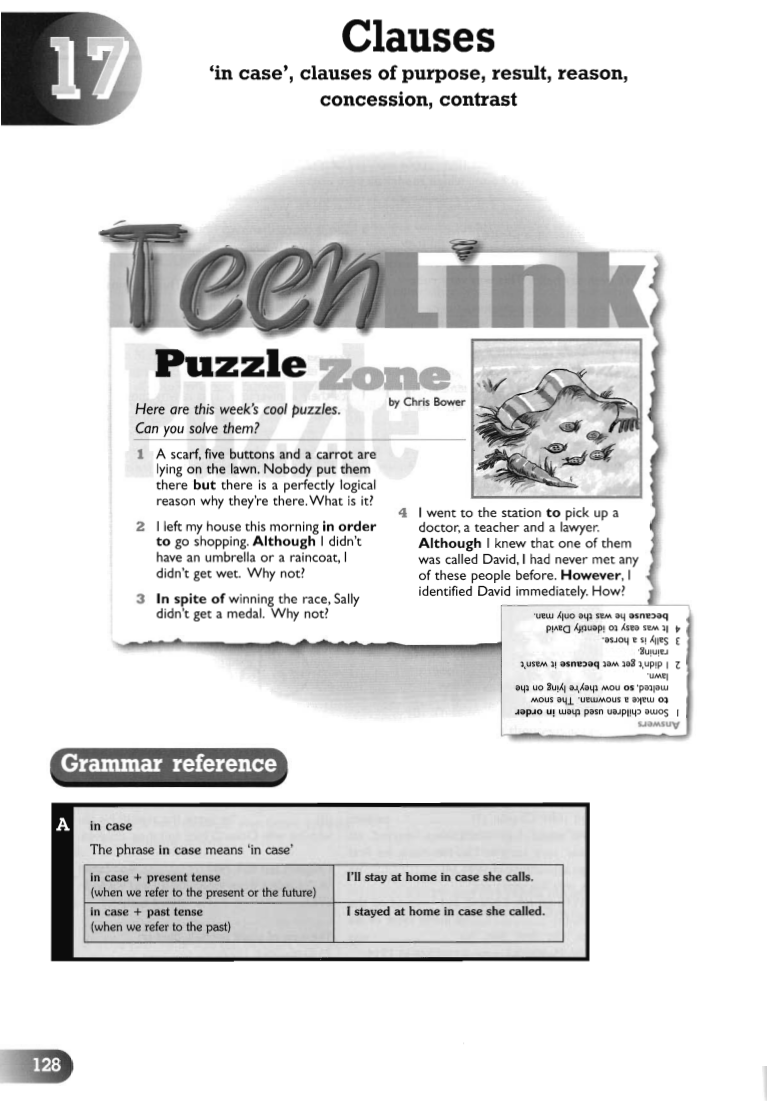 17
Clauses
‘in case’, clauses of purpose, result, reason,
concession, contrast
TeenLink
Puzzle Zone
by Chris Bower
Here are this week's cool puzzles.
Can you solve them?
1 A scarf, five buttons and a carrot are
lying on the lawn. Nobody put them
there but there is a perfectly logical
reason why they're there. What is it?
2 I left my house this morning in order
to go shopping. Although I didn't
have an umbrella or a raincoat, I
didn't get wet. Why not?
3 In spite of winning the race, Sally
didn't get a medal. Why not?
4 I went to the station to pick up a
doctor, a teacher and a lawyer.
Although I knew that one of them
was called David, I had never met any
of these people before. However, I
identified David immediately. How?
Answers
1 Some children used them in order
to make a snowman. The snow
melted, so now they're lying on the
lawn.
2 I didn't get wet because it wasn't
raining.
3 Sally is a horse.
4 It was easy to identify David
because he was the only man.
Grammar reference
A
in case
The phrase in case means ‘in case’
in case + present tense
(when we refer to the present or the future)
I'll stay at home in case she calls.
in case + past tense
(when we refer to the past)
I stayed at home in case she called.
128